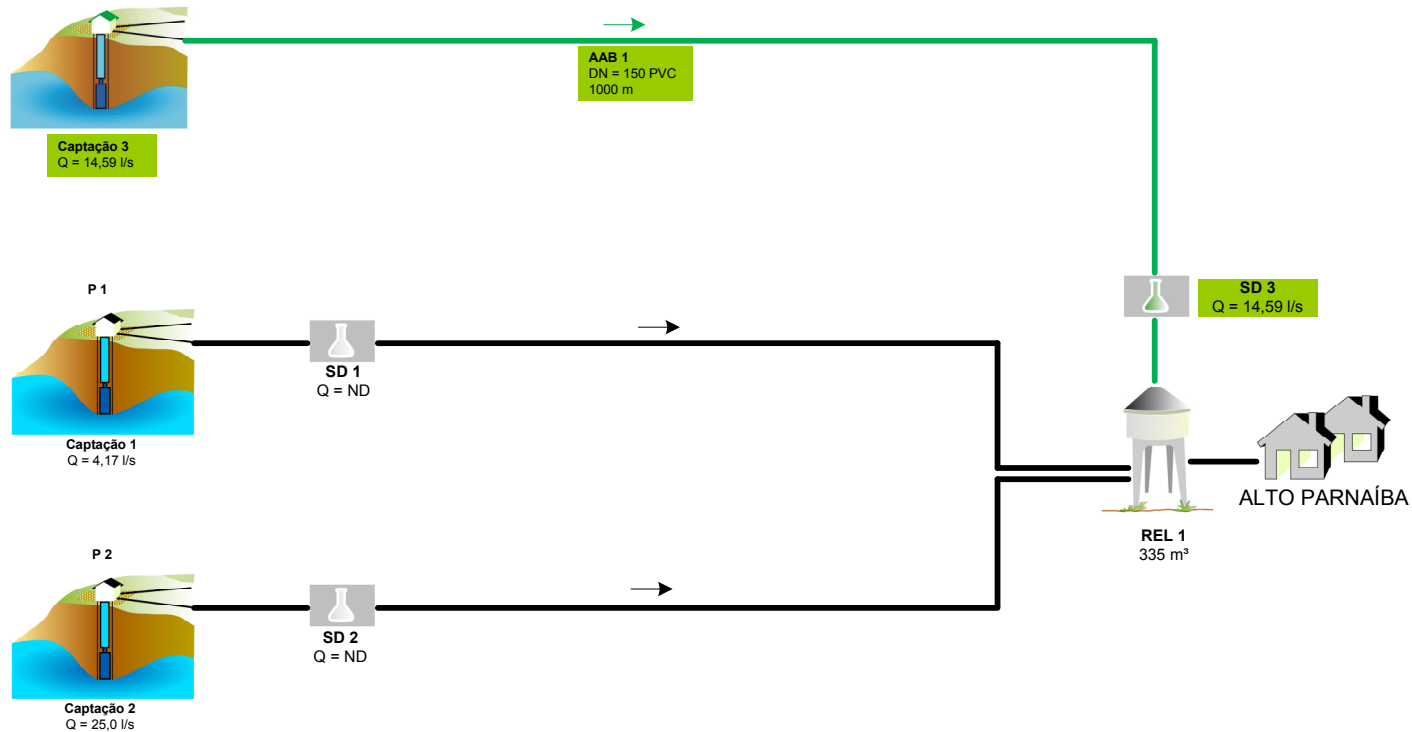 AAB 1
DN = 150 PVC
1000 m
Captação 3
Q = 14,59 l/s
SD 3
Q = 14,59 l/s
P 1
SD 1
Q = ND
Captação 1
Q = 4,17 l/s
ALTO PARNAÍBA
REL 1
335 m³
P 2
SD 2
Q = ND
Captação 2
Q = 25,0 l/s